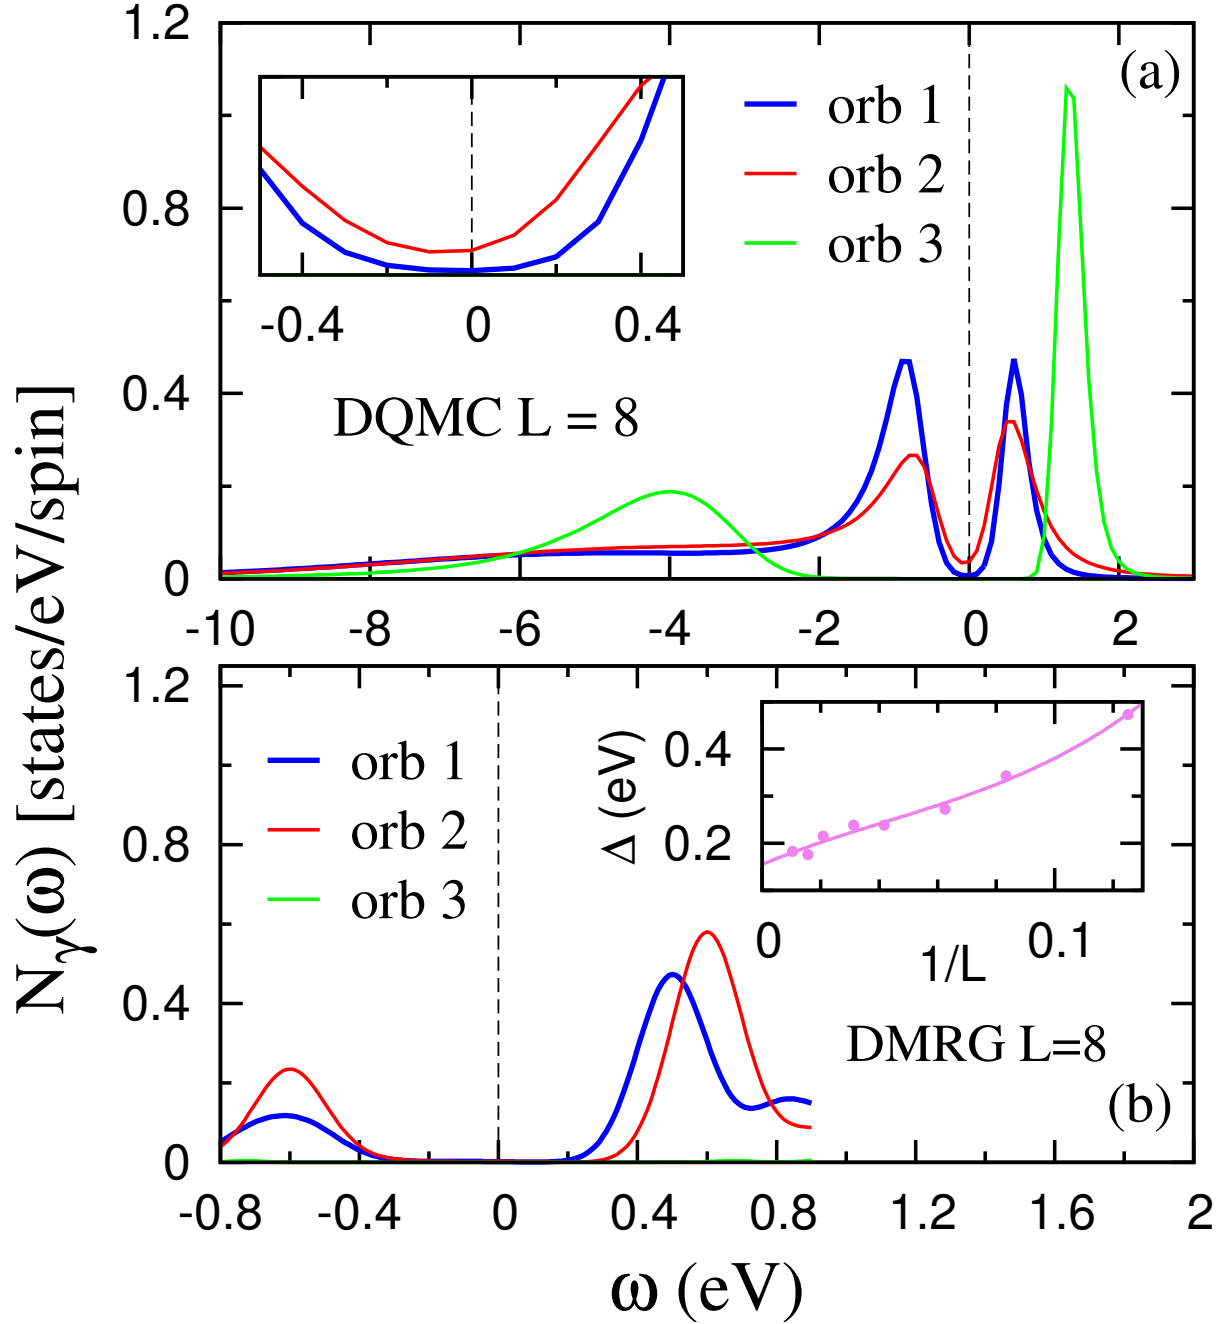 N_γ(ω) [states/eV/spin]
1.2
0.8
0.4
0
(a)
orb 1
orb 2
orb 3
-0.4 0 0.4
DQMC L = 8
-10 -8 -6 -4 -2 0 2
1.2
0.8
0.4
0
orb 1
orb 2
orb 3
Δ (eV)
0.4
0.2
0 0.1
1/L
DMRG L=8
(b)
-0.8 -0.4 0 0.4 0.8 1.2 1.6 2
ω (eV)